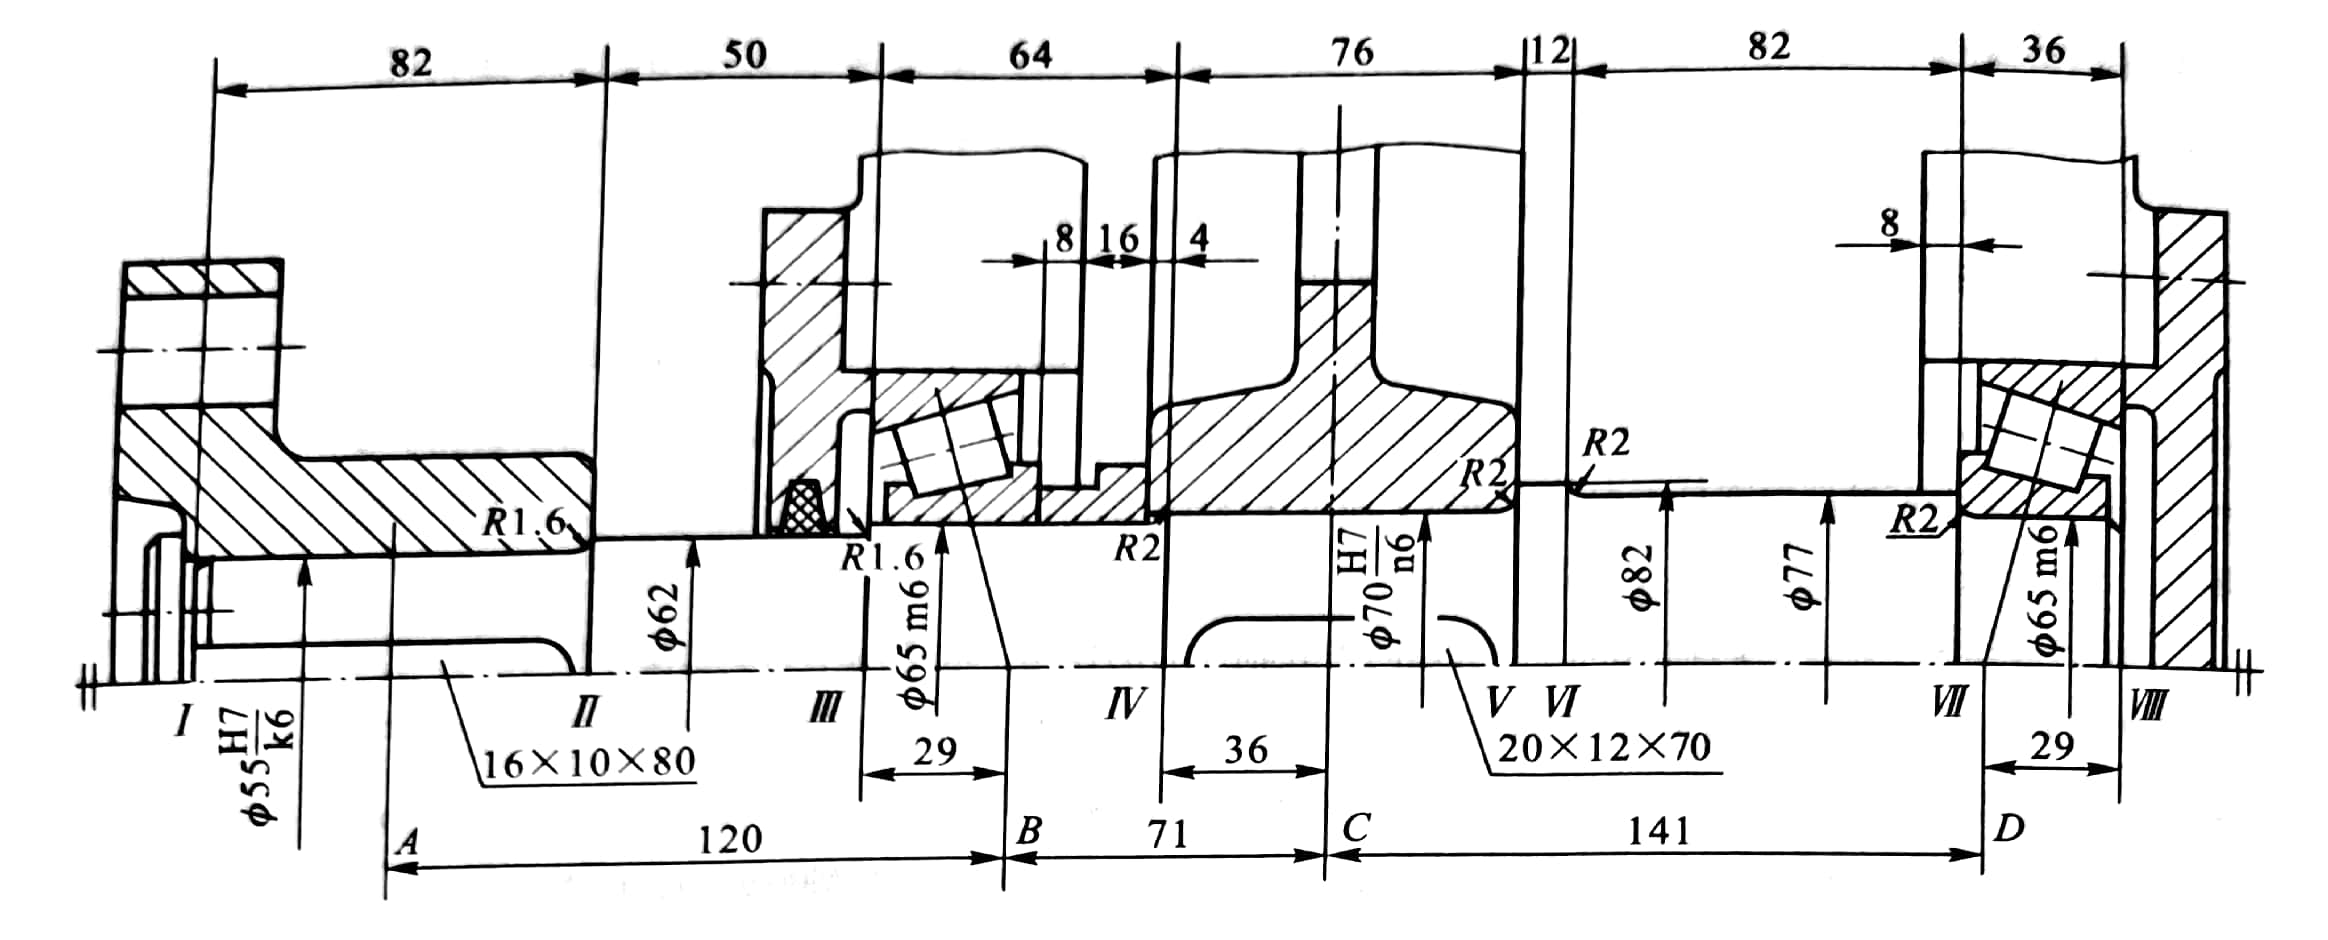 82 50 64 76 12 82 36
8 16 4 8
R2
R2
R1.6 R2
R1.6 R2
ϕ55 H7/k6
ϕ62
ϕ65 m6
ϕ70 H7/n6
ϕ82
ϕ77
ϕ65 m6
I II III IV V VI VII VIII
16×10×80 29 36 20×12×70 29
A 120 B 71 C 141 D